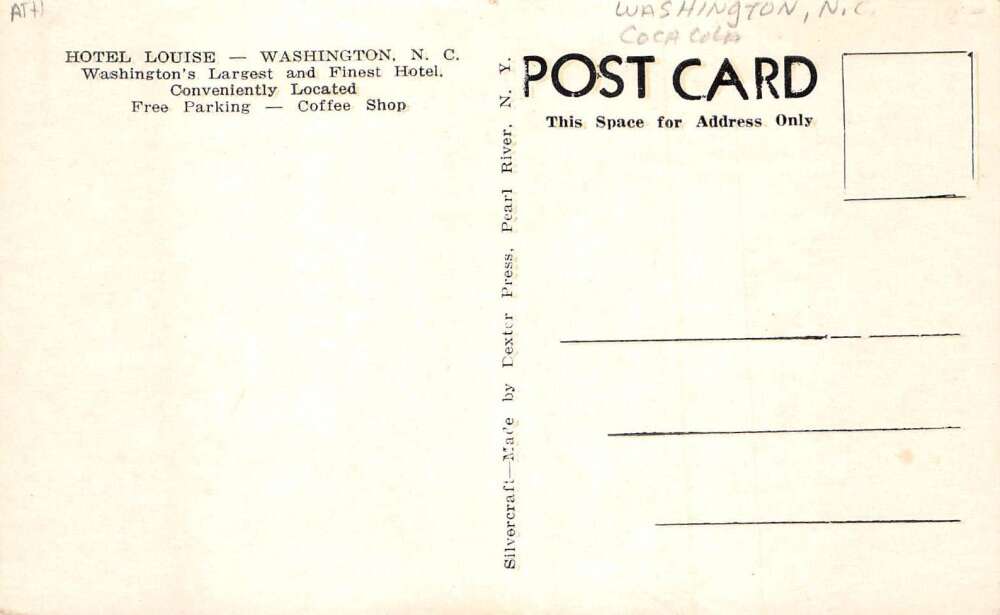 WASHINGTON, N.C.
COCA COLA
HOTEL LOUISE — WASHINGTON, N. C.
Washington's Largest and Finest Hotel.
Conveniently Located
Free Parking — Coffee Shop
Silvercraft—Made by Dexter Press, Pearl River, N. Y.
POST CARD
This Space for Address Only